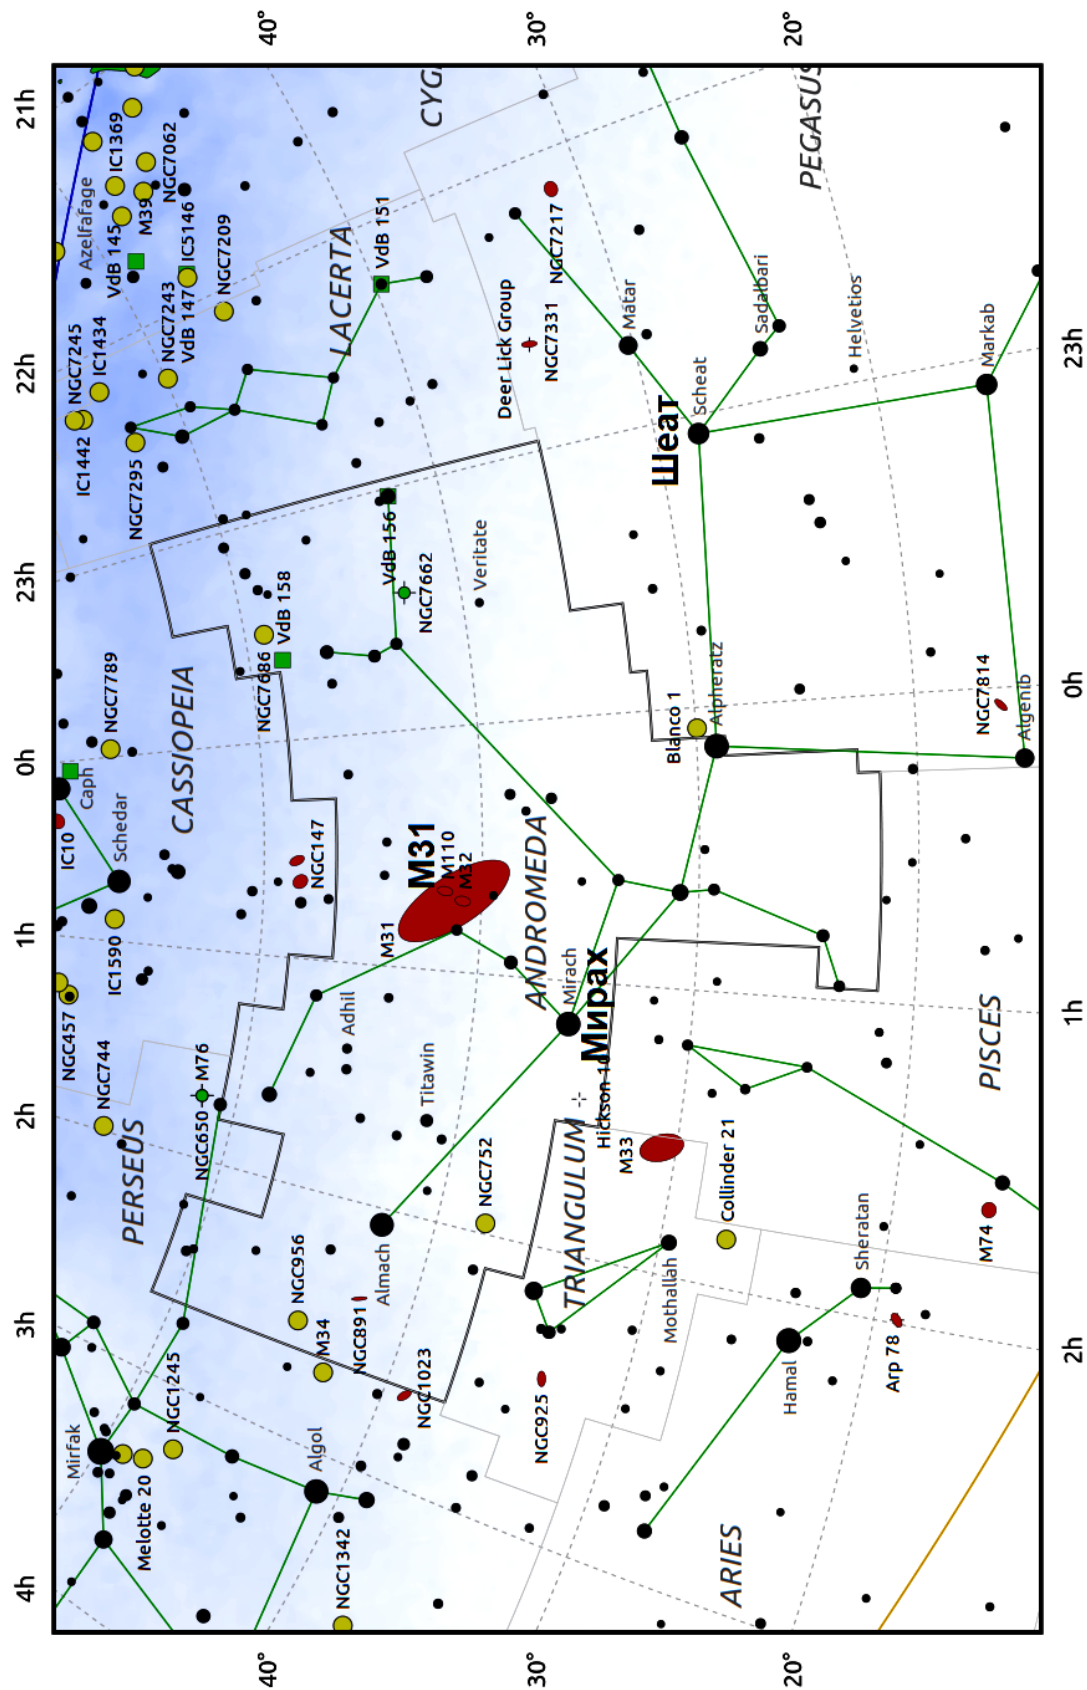 4h
3h
2h
1h
0h
23h
22h
21h
NGC457
IC10
Mirfak
NGC7245
IC1442
Caph
Azelfafage
IC1434
NGC744
NGC7789
IC1590
Schedar
VdB 145
IC1369
PERSEUS
NGC7295
Melotte 20
M39
NGC1245
NGC7243
NGC7062
CASSIOPEIA
VdB 147
IC5146
NGC650
M76
NGC7209
40°
NGC7686
VdB 158
40°
NGC956
Algol
M34
NGC147
NGC1342
Adhil
LACERTA
NGC891
Almach
M31
VdB 156
VdB 151
NGC1023
M31
Titawin
NGC7662
CYG
M110
M32
Veritate
NGC752
Deer Lick Group
30°
ANDROMEDA
30°
NGC925
NGC7331
NGC7217
Mirach
TRIANGULUM
Мирах
Hickson 10
M33
Matar
Mothallah
Blanco 1
Шеат
Scheat
Collinder 21
Alpheratz
ARIES
Sadalbari
20°
Hamal
20°
PEGASUS
Helvetios
Sheratan
Arp 78
M74
PISCES
NGC7814
Markab
Algenib
23h
0h
1h
2h